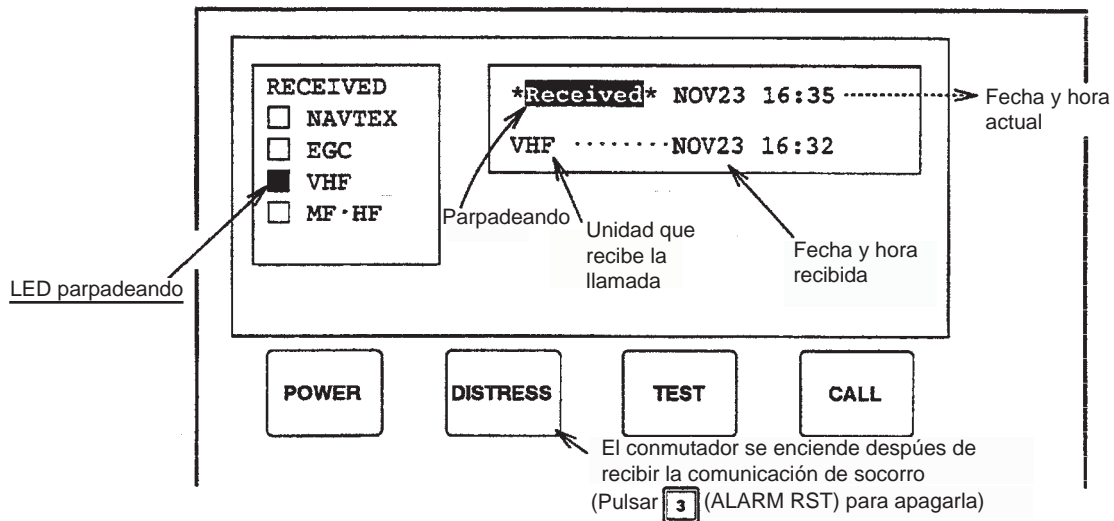 RECEIVED
NAVTEX
EGC
VHF
MF·HF
*Received* NOV23 16:35
VHF ········NOV23 16:32
Fecha y hora
actual
Parpadeando
Unidad que
recibe la
llamada
Fecha y hora
recibida
LED parpadeando
POWER
DISTRESS
TEST
CALL
El conmutador se enciende despúes de
recibir la comunicación de socorro
(Pulsar 3 (ALARM RST) para apagarla)